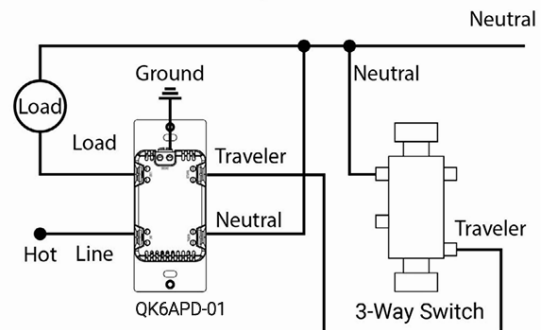 Neutral
Ground
Neutral
Load
Load
Traveler
Neutral
Traveler
Hot
Line
QK6APD-01
3-Way Switch